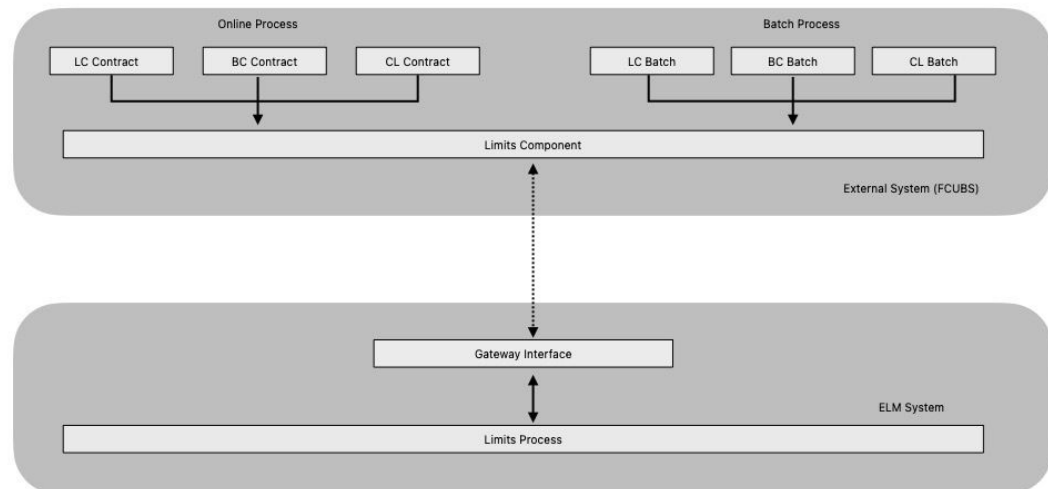 Online Process
Batch Process
LC Contract
BC Contract
CL Contract
LC Batch
BC Batch
CL Batch
Limits Component
External System (FCUBS)
Gateway Interface
ELM System
Limits Process